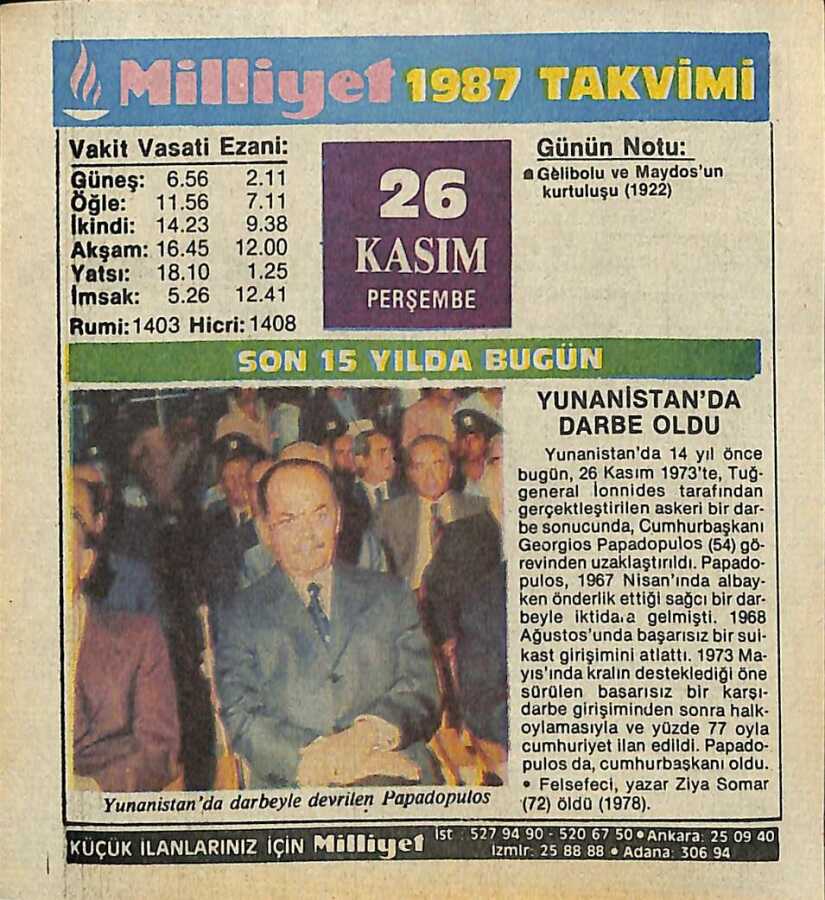 Milliyet 1987 TAKVİMİ
Vakit Vasati Ezani:
Güneş: 6.56 2.11
Öğle: 11.56 7.11
İkindi: 14.23 9.38
Akşam: 16.45 12.00
Yatsı: 18.10 1.25
İmsak: 5.26 12.41
Rumi: 1403 Hicri: 1408
26
KASIM
PERŞEMBE
Günün Notu:
Gelibolu ve Maydos'un
kurtuluşu (1922)
SON 15 YILDA BUGÜN
YUNANİSTAN'DA
DARBE OLDU
Yunanistan'da 14 yıl önce
bugün, 26 Kasım 1973'te, Tuğ-
general Ionnides tarafından
gerçektleştirilen askeri bir dar-
be sonucunda, Cumhurbaşkanı
Georgios Papadopulos (54) gö-
revinden uzaklaştırıldı. Papado-
pulos, 1967 Nisan'ında albay-
ken önderlik ettiği sağcı bir dar-
beyle iktidara gelmişti. 1968
Ağustos'unda başarısız bir sui-
kast girişimini atlattı. 1973 Ma-
yıs'ında kralın desteklediği öne
sürülen başarısız bir karşı-
darbe girişiminden sonra halk-
oylamasıyla ve yüzde 77 oyla
cumhuriyet ilan edildi. Papado-
pulos da, cumhurbaşkanı oldu.
• Felsefeci, yazar Ziya Somar
(72) öldü (1978).
Yunanistan'da darbeyle devrilen Papadopulos
KÜÇÜK İLANLARINIZ İÇİN Milliyet
İst : 527 94 90 - 520 67 50 • Ankara: 25 09 40
İzmir: 25 88 88 • Adana: 306 94